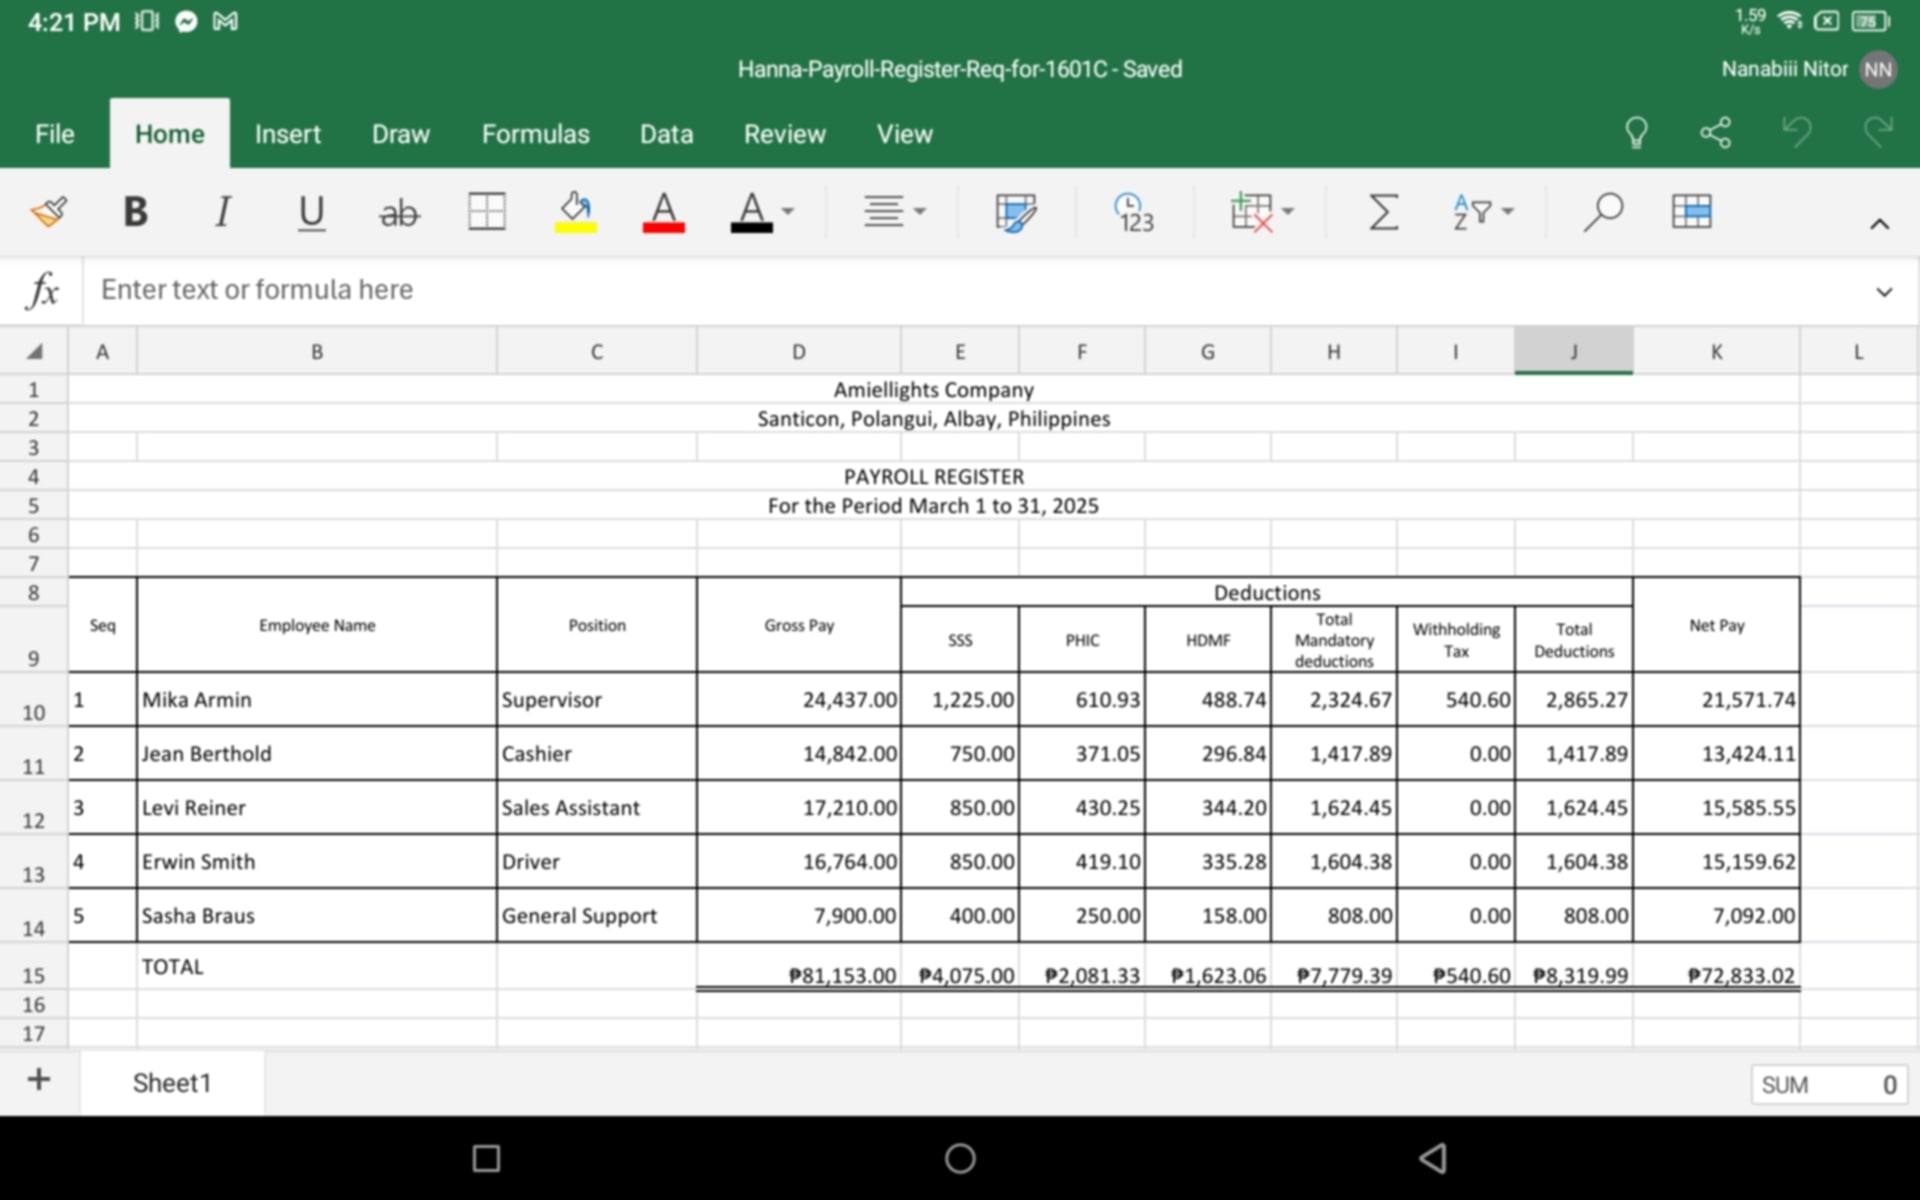 4:21 PM
1.59 K/s
75
Hanna-Payroll-Register-Req-for-1601C - Saved
Nanabiii Nitor NN
File Home Insert Draw Formulas Data Review View
B I U ab A A 123 A Z
fx Enter text or formula here
A B C D E F G H I J K L
1 Amiellights Company
2 Santicon, Polangui, Albay, Philippines
3
4 PAYROLL REGISTER
5 For the Period March 1 to 31, 2025
6
7
8 Deductions
9 Seq Employee Name Position Gross Pay SSS PHIC HDMF Total Mandatory deductions Withholding Tax Total Deductions Net Pay
10 1 Mika Armin Supervisor 24,437.00 1,225.00 610.93 488.74 2,324.67 540.60 2,865.27 21,571.74
11 2 Jean Berthold Cashier 14,842.00 750.00 371.05 296.84 1,417.89 0.00 1,417.89 13,424.11
12 3 Levi Reiner Sales Assistant 17,210.00 850.00 430.25 344.20 1,624.45 0.00 1,624.45 15,585.55
13 4 Erwin Smith Driver 16,764.00 850.00 419.10 335.28 1,604.38 0.00 1,604.38 15,159.62
14 5 Sasha Braus General Support 7,900.00 400.00 250.00 158.00 808.00 0.00 808.00 7,092.00
15 TOTAL ₱81,153.00 ₱4,075.00 ₱2,081.33 ₱1,623.06 ₱7,779.39 ₱540.60 ₱8,319.99 ₱72,833.02
16
17
+ Sheet1
SUM 0